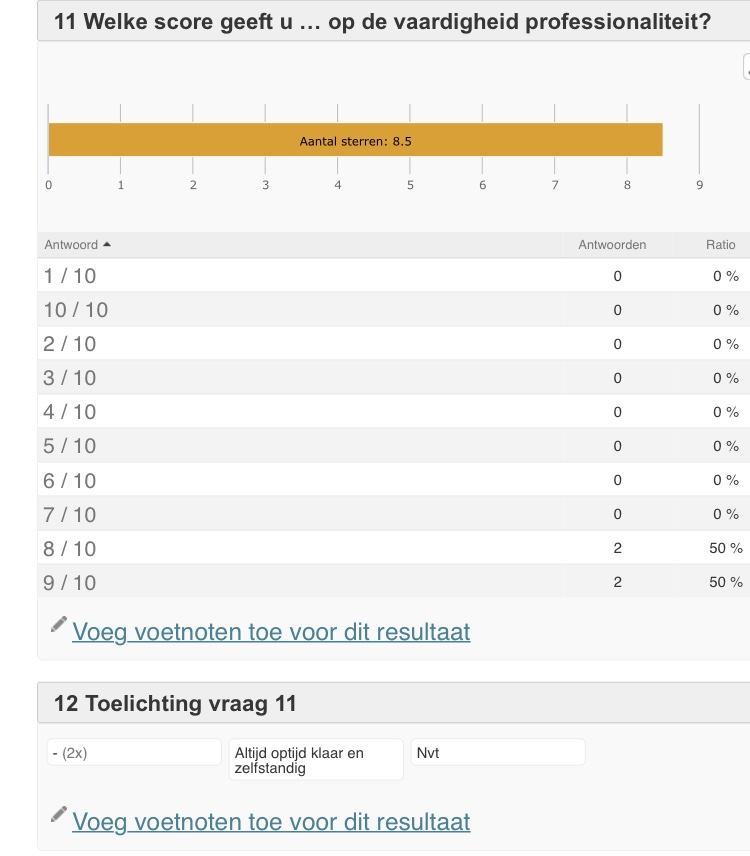 11 Welke score geeft u … op de vaardigheid professionaliteit?
Aantal sterren: 8.5
0 1 2 3 4 5 6 7 8 9
Antwoord Antwoorden Ratio
1 / 10 0 0 %
10 / 10 0 0 %
2 / 10 0 0 %
3 / 10 0 0 %
4 / 10 0 0 %
5 / 10 0 0 %
6 / 10 0 0 %
7 / 10 0 0 %
8 / 10 2 50 %
9 / 10 2 50 %
Voeg voetnoten toe voor dit resultaat
12 Toelichting vraag 11
- (2x)
Altijd optijd klaar en
zelfstandig
Nvt
Voeg voetnoten toe voor dit resultaat